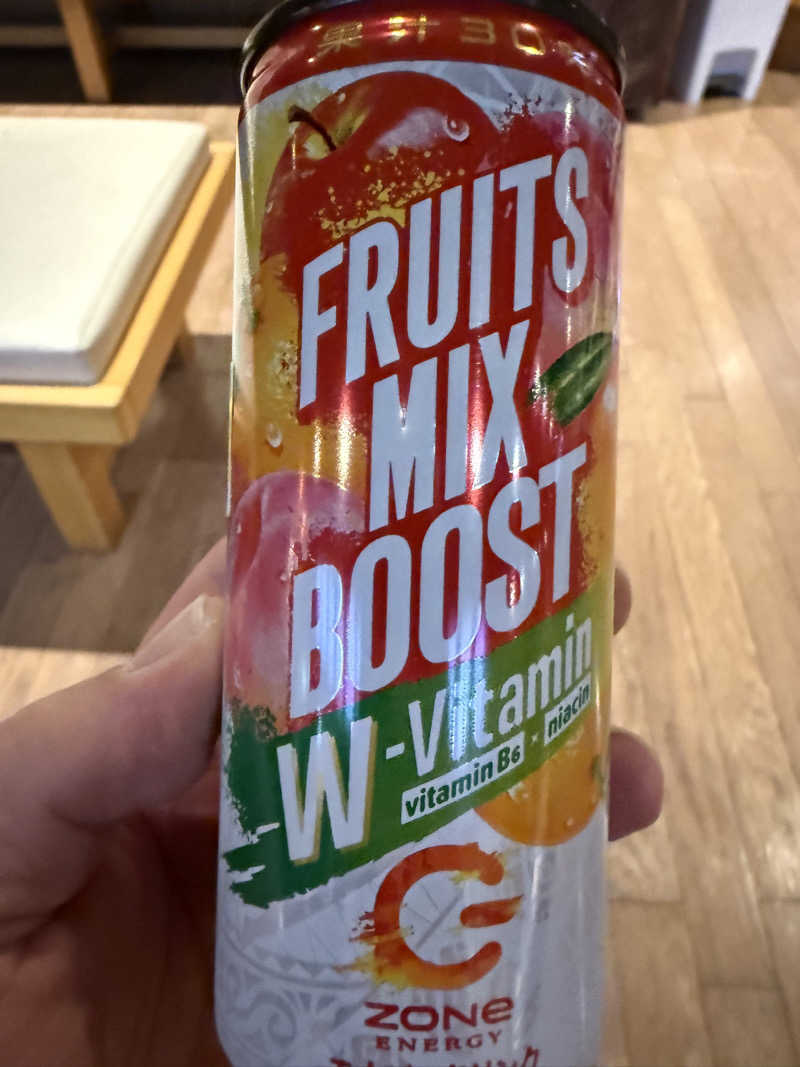 果汁30%
FRUITS
MIX
BOOST
W-Vitamin
vitamin B6 × niacin
ZONe
ENERGY